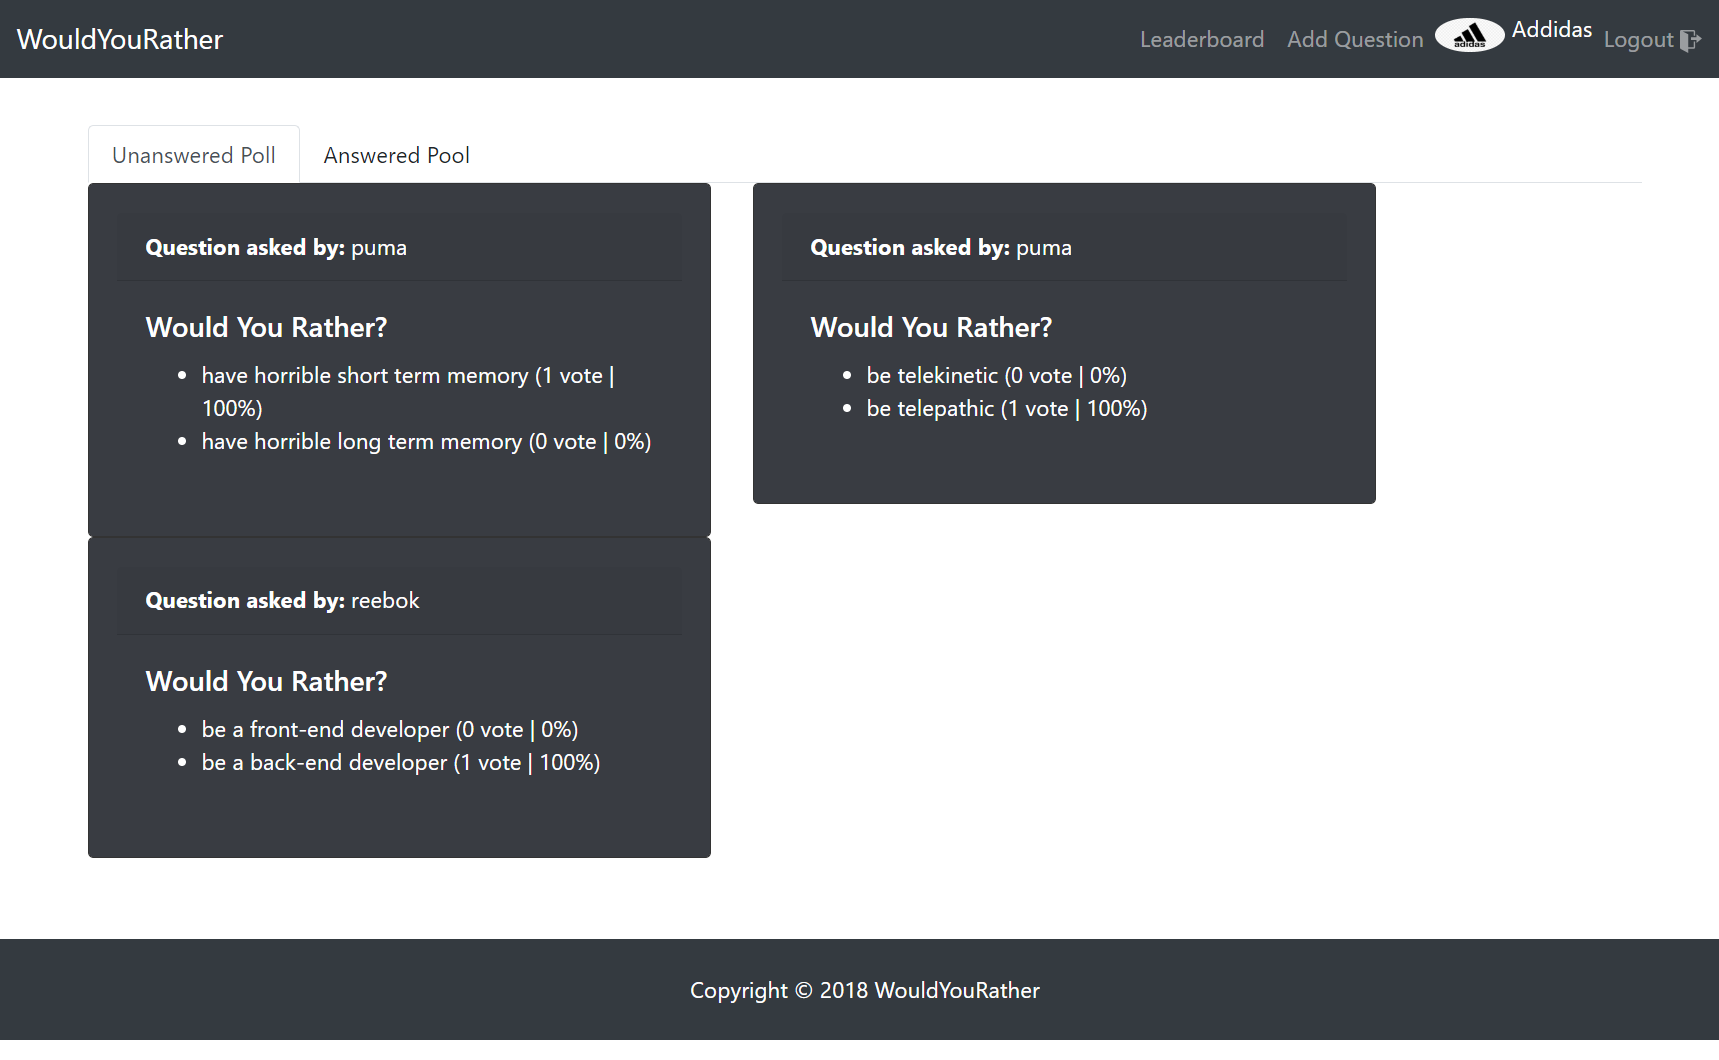 WouldYouRather
Leaderboard
Add Question
adidas
Addidas
Logout
Unanswered Poll
Answered Pool
Question asked by: puma
Would You Rather?
have horrible short term memory (1 vote |
100%)
have horrible long term memory (0 vote | 0%)
Question asked by: puma
Would You Rather?
be telekinetic (0 vote | 0%)
be telepathic (1 vote | 100%)
Question asked by: reebok
Would You Rather?
be a front-end developer (0 vote | 0%)
be a back-end developer (1 vote | 100%)
Copyright © 2018 WouldYouRather